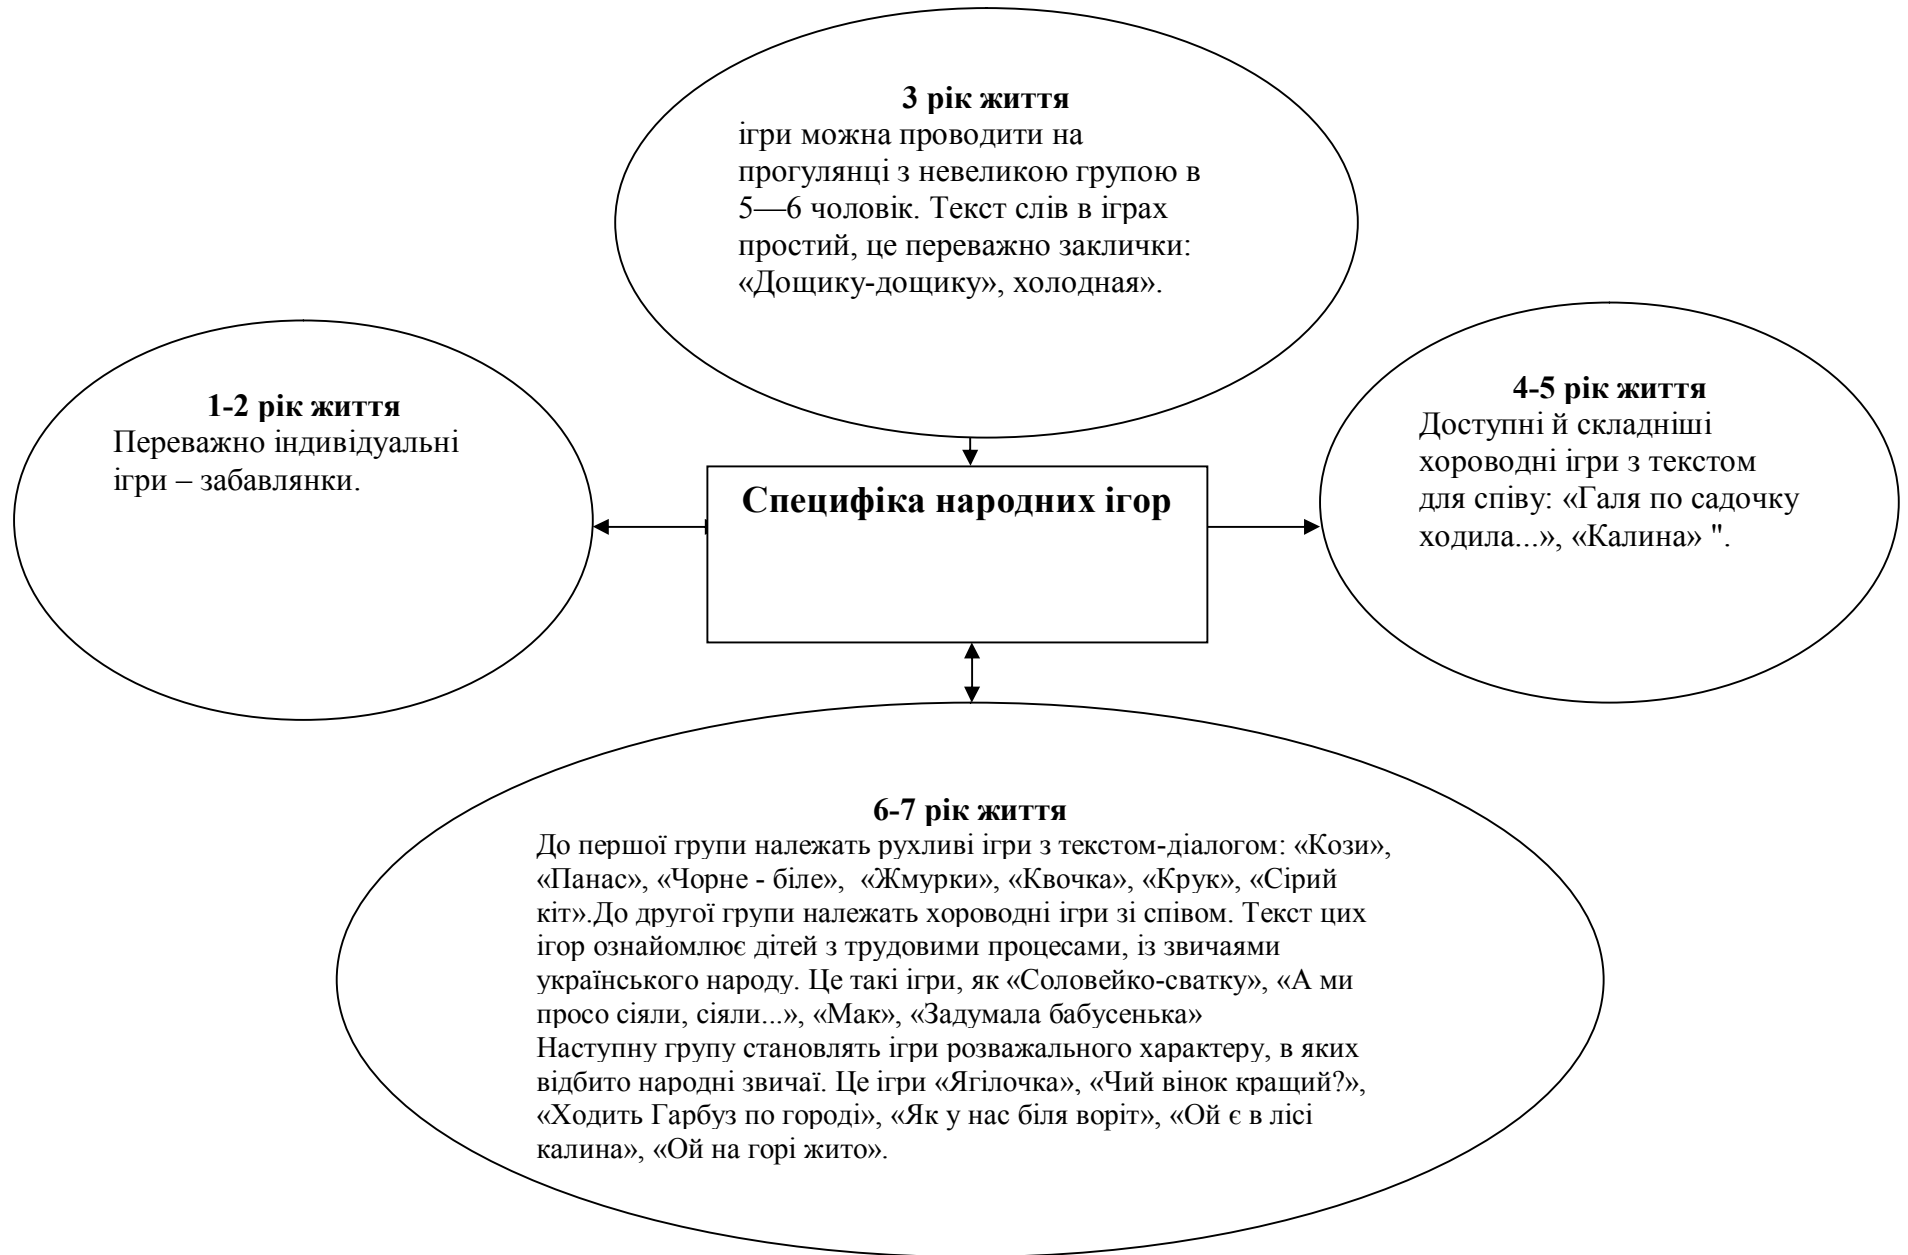 3 рік життя
ігри можна проводити на
прогулянці з невеликою групою в
5—6 чоловік. Текст слів в іграх
простий, це переважно заклички:
«Дощику-дощику», холодная».
1-2 рік життя
Переважно індивідуальні
ігри – забавлянки.
Специфіка народних ігор
4-5 рік життя
Доступні й складніші
хороводні ігри з текстом
для співу: «Галя по садочку
ходила...», «Калина» ".
6-7 рік життя
До першої групи належать рухливі ігри з текстом-діалогом: «Кози»,
«Панас», «Чорне - біле»,  «Жмурки», «Квочка», «Крук», «Сірий
кіт».До другої групи належать хороводні ігри зі співом. Текст цих
ігор ознайомлює дітей з трудовими процесами, із звичаями
українського народу. Це такі ігри, як «Соловейко-сватку», «А ми
просо сіяли, сіяли...», «Мак», «Задумала бабусенька»
Наступну групу становлять ігри розважального характеру, в яких
відбито народні звичаї. Це ігри «Ягілочка», «Чий вінок кращий?»,
«Ходить Гарбуз по городі», «Як у нас біля воріт», «Ой є в лісі
калина», «Ой на горі жито».